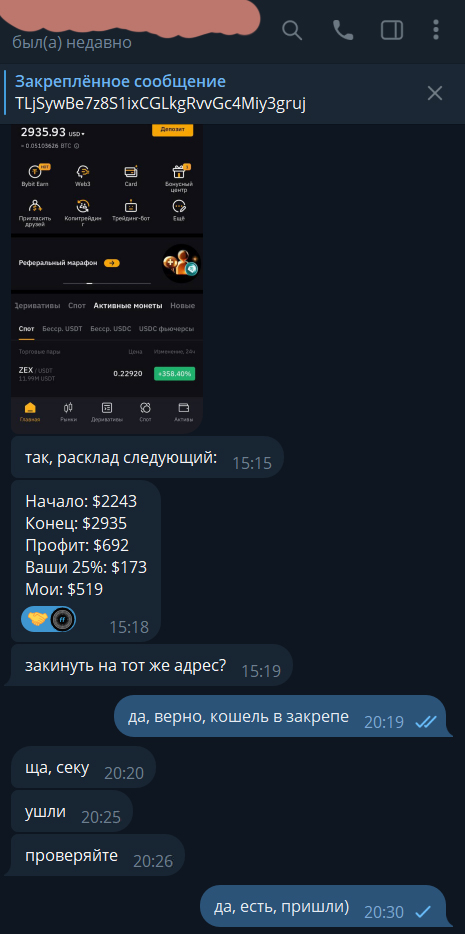 был(а) недавно
Закреплённое сообщение
TLjSywBe7z8S1ixCGLkgRvvGc4Miy3gruj
2935.93 USD
Депозит
≈ 0.05103626 BTC
HOT
Bybit Earn
Web3
Card
Бонусный центр
Пригласить друзей
Копитрейдинг
Трейдинг-бот
Ещё
Реферальный марафон
Деривативы Спот Активные монеты Новые
Спот Бесср. USDT Бесср. USDC USDC фьючерсы
Торговые пары Цена Изменение, 24ч
ZEX / USDT 0.22920 +358.40%
11.99M USDT
Главная Рынки Деривативы Спот Активы
так, расклад следующий: 15:15
Начало: $2243
Конец: $2935
Профит: $692
Ваши 25%: $173
Мои: $519
15:18
закинуть на тот же адрес? 15:19
да, верно, кошель в закрепе 20:19
ща, секу 20:20
ушли 20:25
проверяйте 20:26
да, есть, пришли) 20:30